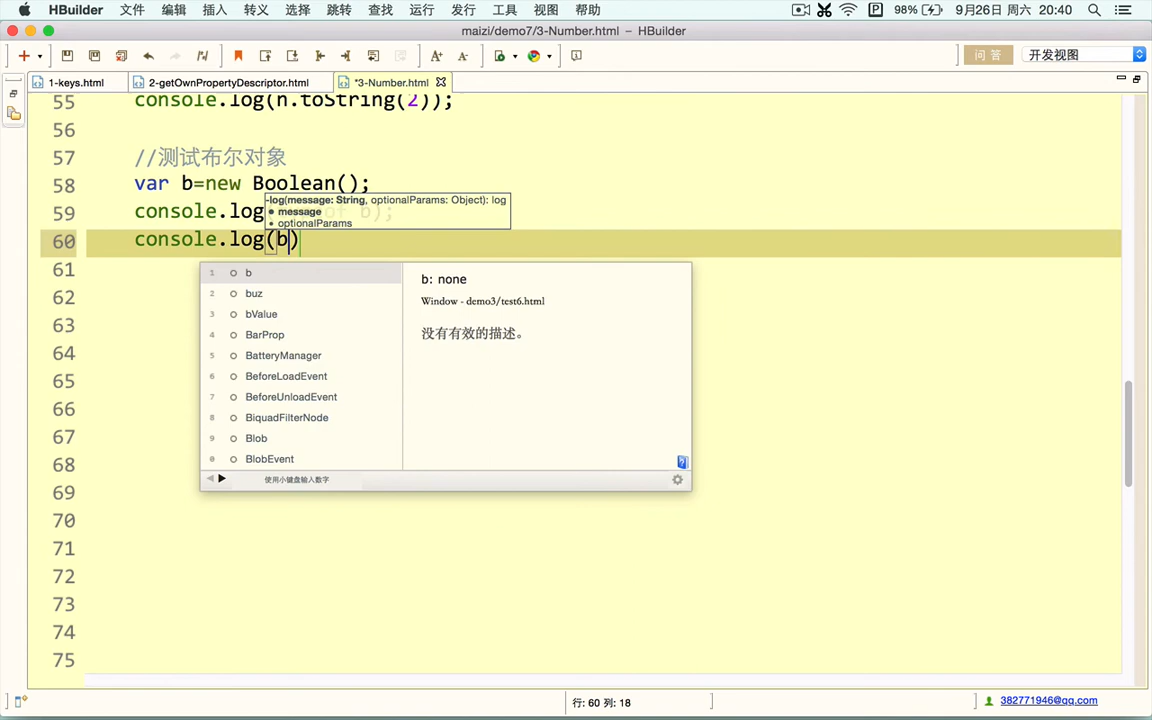 HBuilder 文件 编辑 插入 转义 选择 跳转 查找 运行 发行 工具 视图 帮助 98% 9月26日 周六 20:40
maizi/demo7/3-Number.html — HBuilder
问答 开发视图
1-keys.html 2-getOwnPropertyDescriptor.html *3-Number.html
55 console.log(n.toString(2));
56
57 //测试布尔对象
58 var b=new Boolean();
-log(message: String, optionalParams: Object): log
59 console.log of b);
message
optionalParams
60 console.log(b)
61
62
63
64
65
66
67
68
69
70
71
72
73
74
75
1 b
2 buz
3 bValue
4 BarProp
5 BatteryManager
6 BeforeLoadEvent
7 BeforeUnloadEvent
8 BiquadFilterNode
9 Blob
0 BlobEvent
使用小键盘输入数字
b: none
Window - demo3/test6.html
没有有效的描述。
行: 60 列: 18
382771946@qq.com